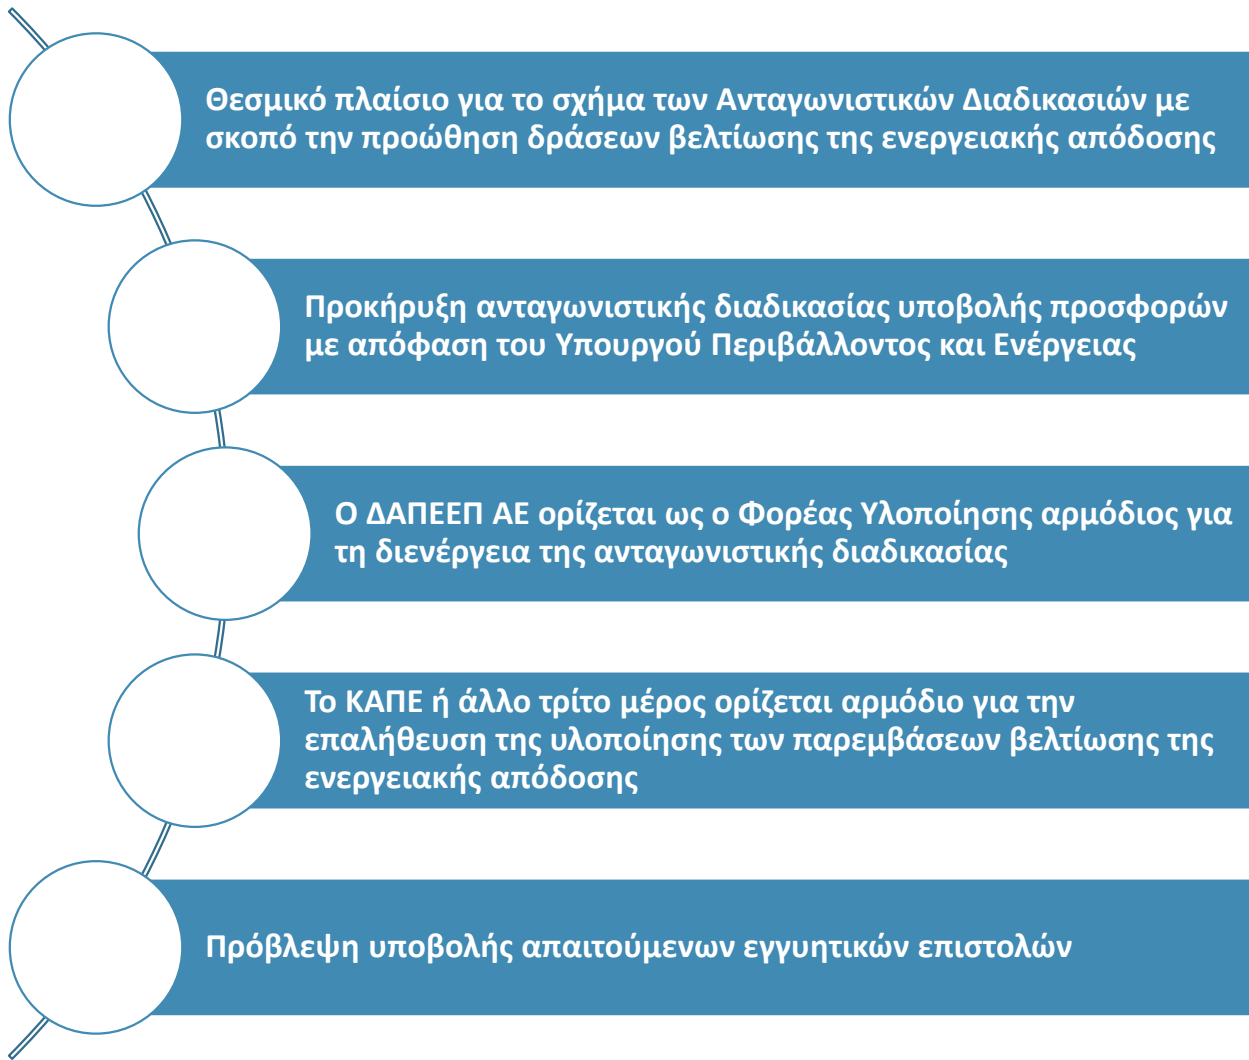 Θεσμικό πλαίσιο για το σχήμα των Ανταγωνιστικών Διαδικασιών με
σκοπό την προώθηση δράσεων βελτίωσης της ενεργειακής απόδοσης
Προκήρυξη ανταγωνιστικής διαδικασίας υποβολής προσφορών
με απόφαση του Υπουργού Περιβάλλοντος και Ενέργειας
Ο ΔΑΠΕΕΠ ΑΕ ορίζεται ως ο Φορέας Υλοποίησης αρμόδιος για
τη διενέργεια της ανταγωνιστικής διαδικασίας
Το ΚΑΠΕ ή άλλο τρίτο μέρος ορίζεται αρμόδιο για την
επαλήθευση της υλοποίησης των παρεμβάσεων βελτίωσης της
ενεργειακής απόδοσης
Πρόβλεψη υποβολής απαιτούμενων εγγυητικών επιστολών